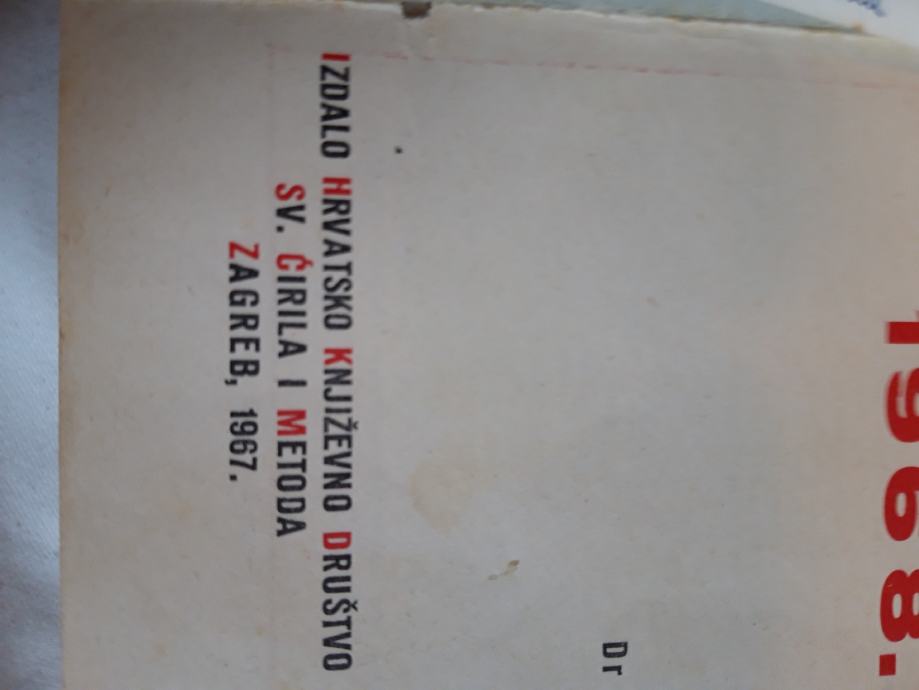 1968.
Dr
IZDALO HRVATSKO KNJIŽEVNO DRUŠTVO
SV. ĆIRILA I METODA
ZAGREB, 1967.